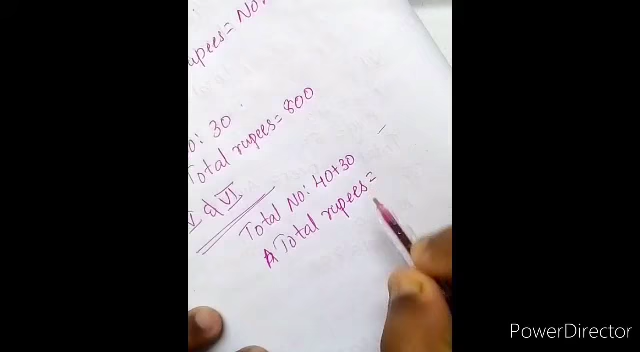 rupees= No.
No: 30
Total rupees= 800
V & VI
Total No: 40+30
Total rupees=
PowerDirector